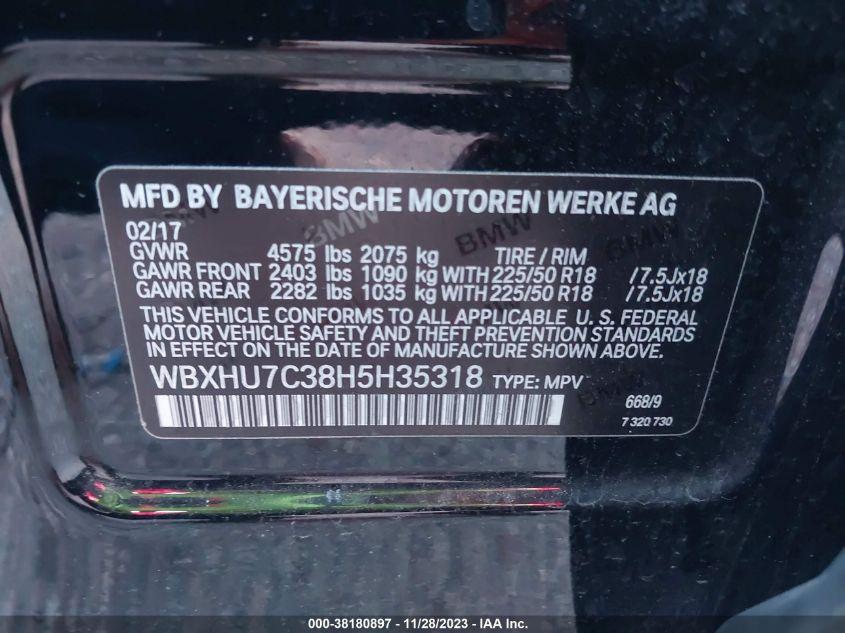 MFD BY BAYERISCHE MOTOREN WERKE AG
02/17
GVWR 4575 lbs 2075 kg TIRE / RIM
GAWR FRONT 2403 lbs 1090 kg WITH 225/50 R18 /7.5Jx18
GAWR REAR 2282 lbs 1035 kg WITH 225/50 R18 /7.5Jx18
THIS VEHICLE CONFORMS TO ALL APPLICABLE U. S. FEDERAL
MOTOR VEHICLE SAFETY AND THEFT PREVENTION STANDARDS
IN EFFECT ON THE DATE OF MANUFACTURE SHOWN ABOVE.
WBXHU7C38H5H35318 TYPE: MPV
668/9
7 320 730
BMW
BMW
BMW
BMW
000-38180897 - 11/28/2023 - IAA Inc.